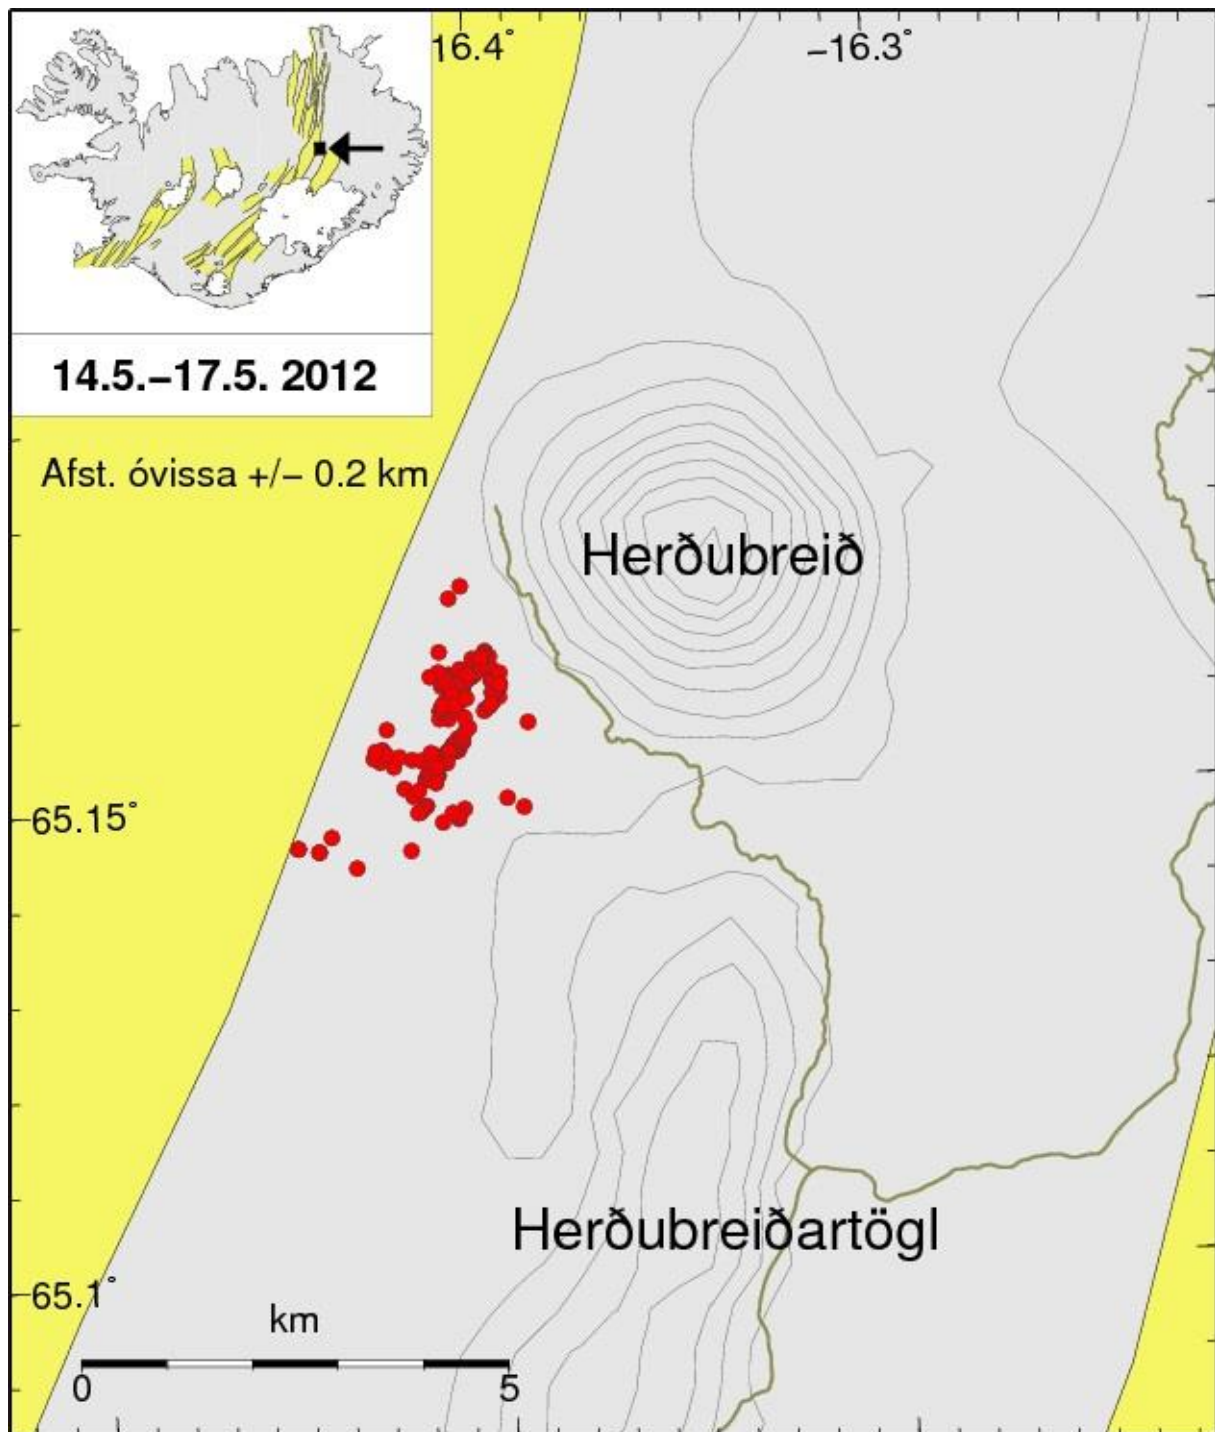 16.4°
−16.3°
14.5.−17.5. 2012
Afst. óvissa +/− 0.2 km
Herðubreið
65.15°
Herðubreiðartögl
65.1°
km
0
5